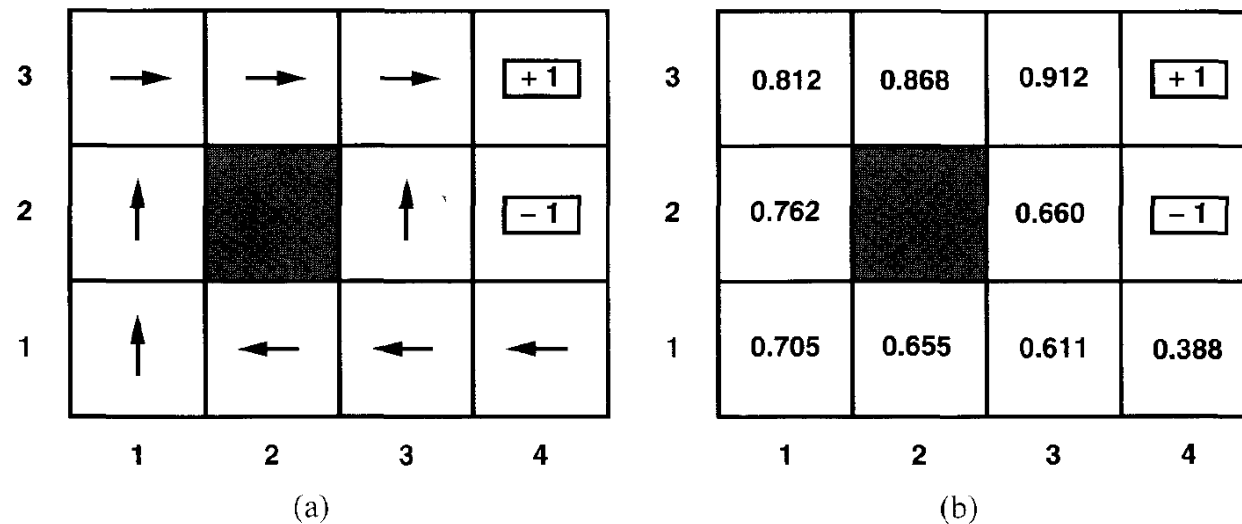 3 + 1 3 0.812 0.868 0.912 + 1
2 − 1 2 0.762 0.660 − 1
1 1 0.705 0.655 0.611 0.388
1 2 3 4 1 2 3 4
(a) (b)